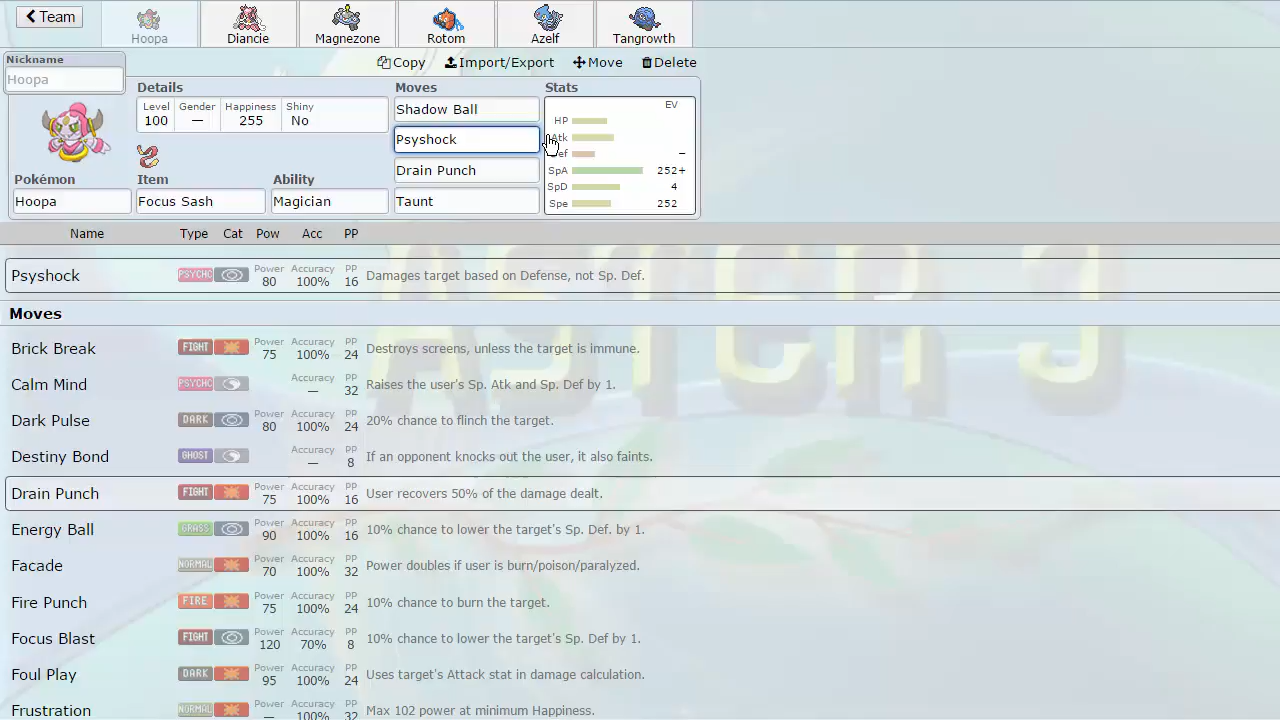 Team
Hoopa
Diancie
Magnezone
Rotom
Azelf
Tangrowth
Nickname
Hoopa
Copy
Import/Export
Move
Delete
Details
Moves
Stats
Level
Gender
Happiness
Shiny
100
—
255
No
Shadow Ball
Psyshock
Drain Punch
Taunt
EV
HP
Atk
ef –
SpA 252+
SpD 4
Spe 252
Pokémon
Item
Ability
Hoopa
Focus Sash
Magician
Name Type Cat Pow Acc PP
Psyshock PSYCHC Power 80 Accuracy 100% PP 16 Damages target based on Defense, not Sp. Def.
Moves
Brick Break FIGHT Power 75 Accuracy 100% PP 24 Destroys screens, unless the target is immune.
Calm Mind PSYCHC Accuracy — PP 32 Raises the user's Sp. Atk and Sp. Def by 1.
Dark Pulse DARK Power 80 Accuracy 100% PP 24 20% chance to flinch the target.
Destiny Bond GHOST Accuracy — PP 8 If an opponent knocks out the user, it also faints.
Drain Punch FIGHT Power 75 Accuracy 100% PP 16 User recovers 50% of the damage dealt.
Energy Ball GRASS Power 90 Accuracy 100% PP 16 10% chance to lower the target's Sp. Def. by 1.
Facade NORMAL Power 70 Accuracy 100% PP 32 Power doubles if user is burn/poison/paralyzed.
Fire Punch FIRE Power 75 Accuracy 100% PP 24 10% chance to burn the target.
Focus Blast FIGHT Power 120 Accuracy 70% PP 8 10% chance to lower the target's Sp. Def by 1.
Foul Play DARK Power 95 Accuracy 100% PP 24 Uses target's Attack stat in damage calculation.
Frustration NORMAL Power — Accuracy 100% PP 32 Max 102 power at minimum Happiness.
ASTER J